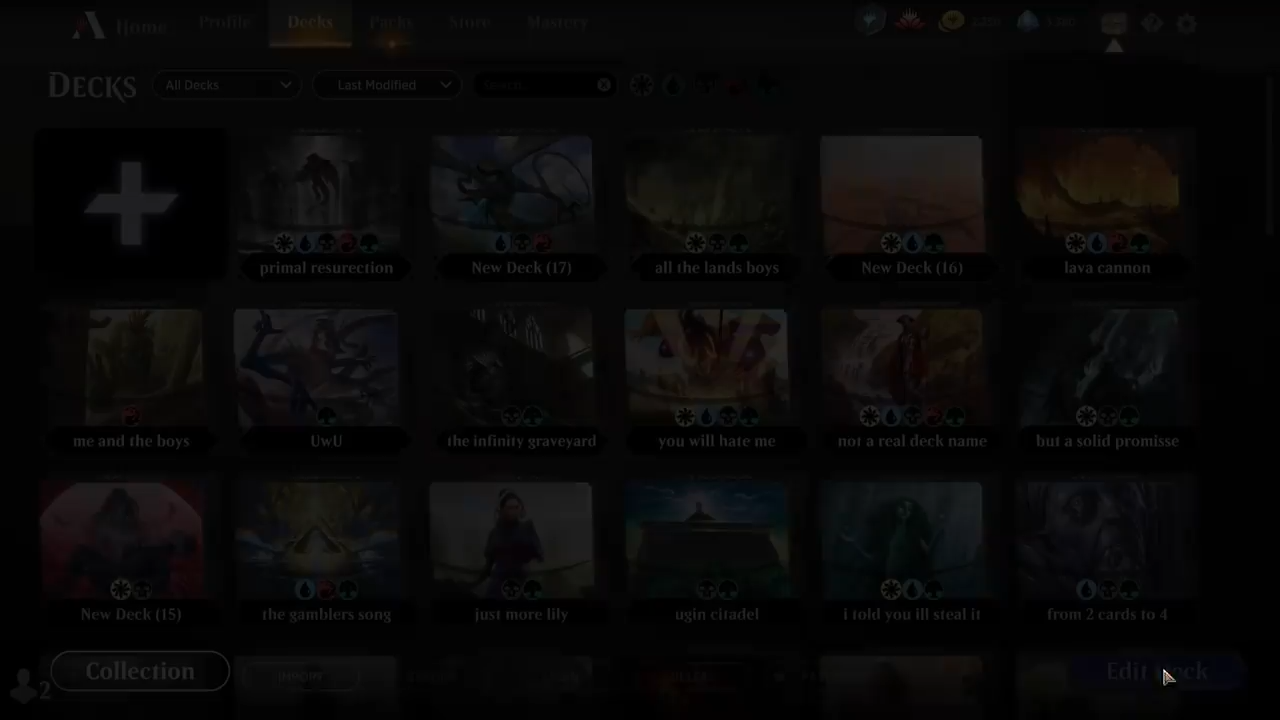 Home Profile Decks Packs Store Mastery
Decks All Decks Last Modified Search...
primal resurection New Deck (17) all the lands boys New Deck (16) lava cannon
me and the boys UwU the infinity graveyard you will hate me not a real deck name but a solid promisse
New Deck (15) the gamblers song just more lily ugin citadel i told you ill steal it from 2 cards to 4
Collection Edit Deck
2